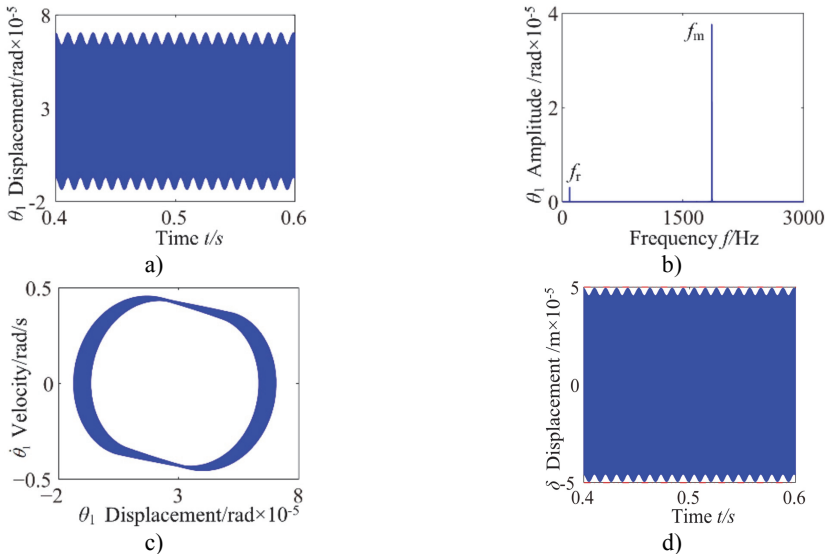 8
3
-2
0.4
0.5
0.6
θ₁ Displacement/rad×10⁻⁵
Time t/s
a)
4
2
0
0
1500
3000
fᵣ
fₘ
θ₁ Amplitude /rad×10⁻⁵
Frequency f/Hz
b)
0.5
0
-0.5
−2
3
8
θ̇₁ Velocity/rad/s
θ₁ Displacement/rad×10⁻⁵
c)
5
0
-5
0.4
0.5
0.6
δ Displacement /m×10⁻⁵
Time t/s
d)